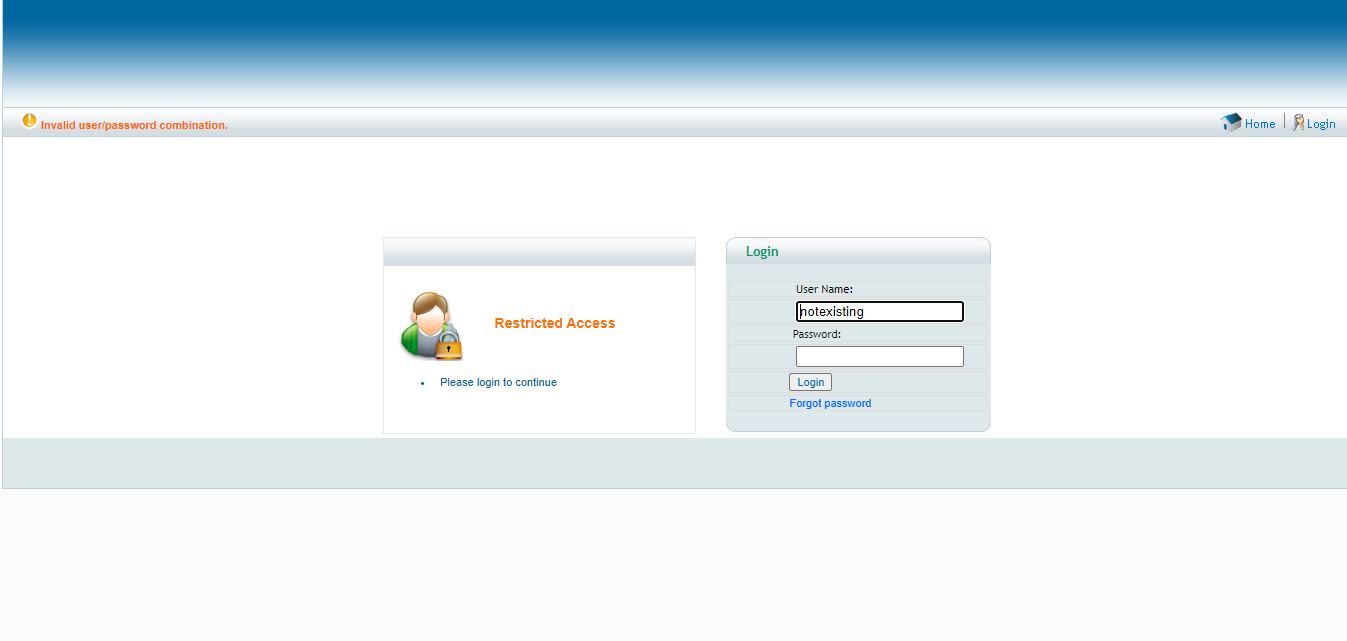 Invalid user/password combination.
Home
Login
Login
User Name:
Restricted Access
notexisting
Password:
Please login to continue
Login
Forgot password